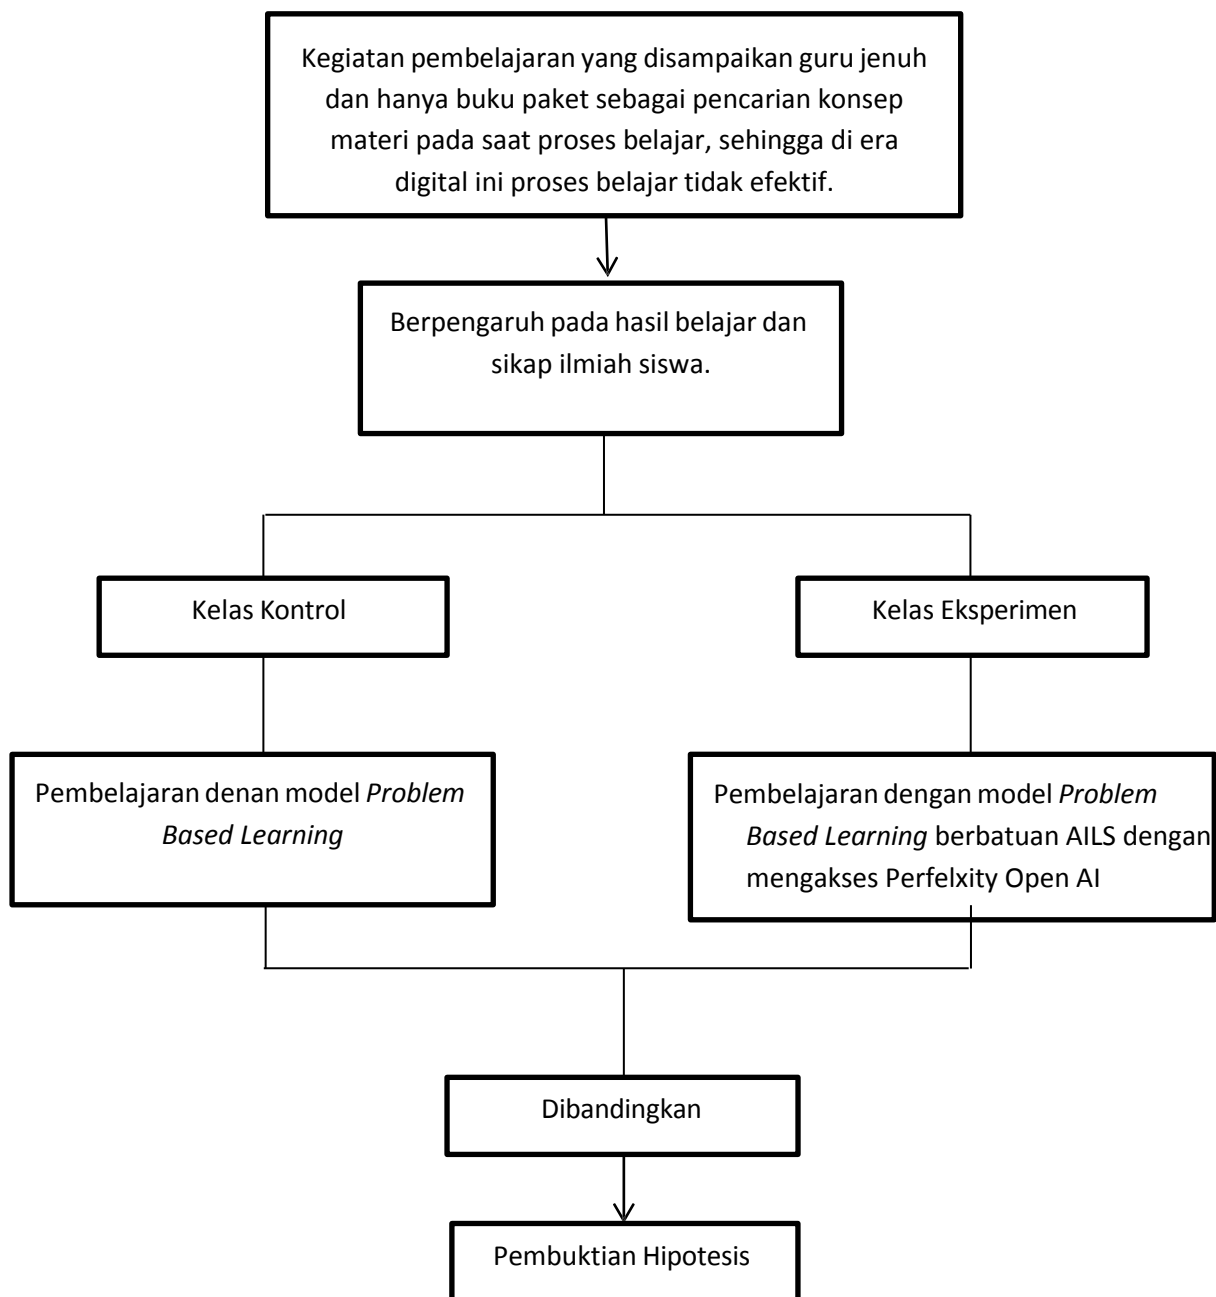 Kegiatan pembelajaran yang disampaikan guru jenuh
dan hanya buku paket sebagai pencarian konsep
materi pada saat proses belajar, sehingga di era
digital ini proses belajar tidak efektif.
Berpengaruh pada hasil belajar dan
sikap ilmiah siswa.
Kelas Kontrol
Kelas Eksperimen
Pembelajaran denan model Problem
Based Learning
Pembelajaran dengan model Problem
Based Learning berbatuan AILS dengan
mengakses Perfelxity Open AI
Dibandingkan
Pembuktian Hipotesis